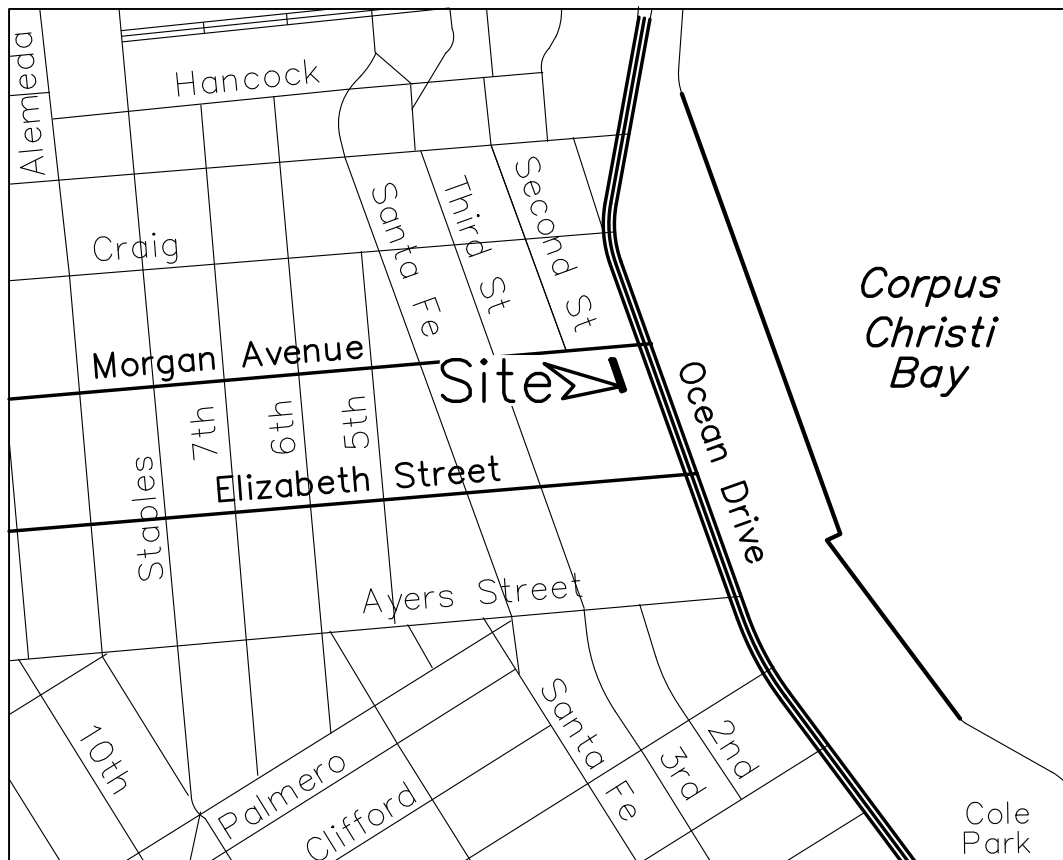 Alemeda
Hancock
Craig
Santa Fe
Third St
Second St
Corpus
Christi
Bay
Morgan Avenue
Site
Ocean Drive
7th
6th
5th
Staples
Elizabeth Street
Ayers Street
10th
Palmero
Clifford
Santa Fe
3rd
2nd
Cole
Park